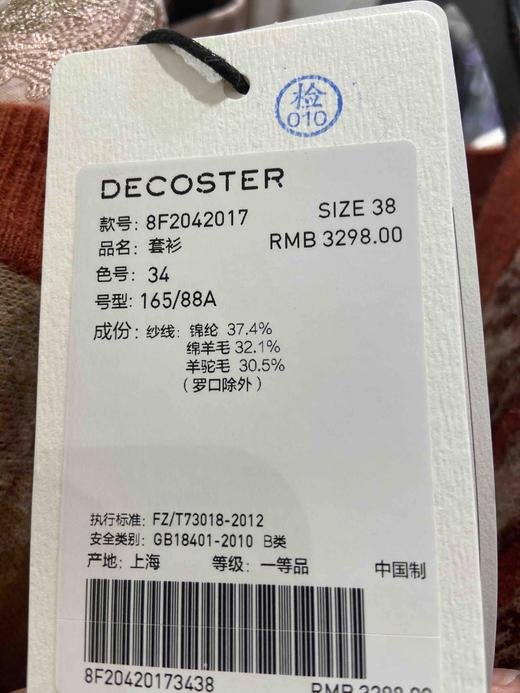 检
010
DECOSTER
款号: 8F2042017 SIZE 38
品名: 套衫 RMB 3298.00
色号: 34
号型: 165/88A
成份: 纱线: 锦纶 37.4%
绵羊毛 32.1%
羊驼毛 30.5%
(罗口除外)
执行标准: FZ/T73018-2012
安全类别: GB18401-2010 B类
产地: 上海 等级: 一等品 中国制
8F20420173438 RMB 3298.00